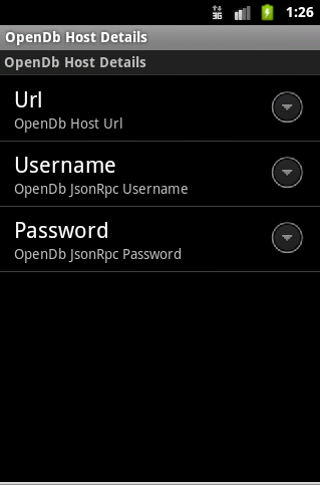 3G
1:26
OpenDb Host Details
OpenDb Host Details
Url
OpenDb Host Url
Username
OpenDb JsonRpc Username
Password
OpenDb JsonRpc Password